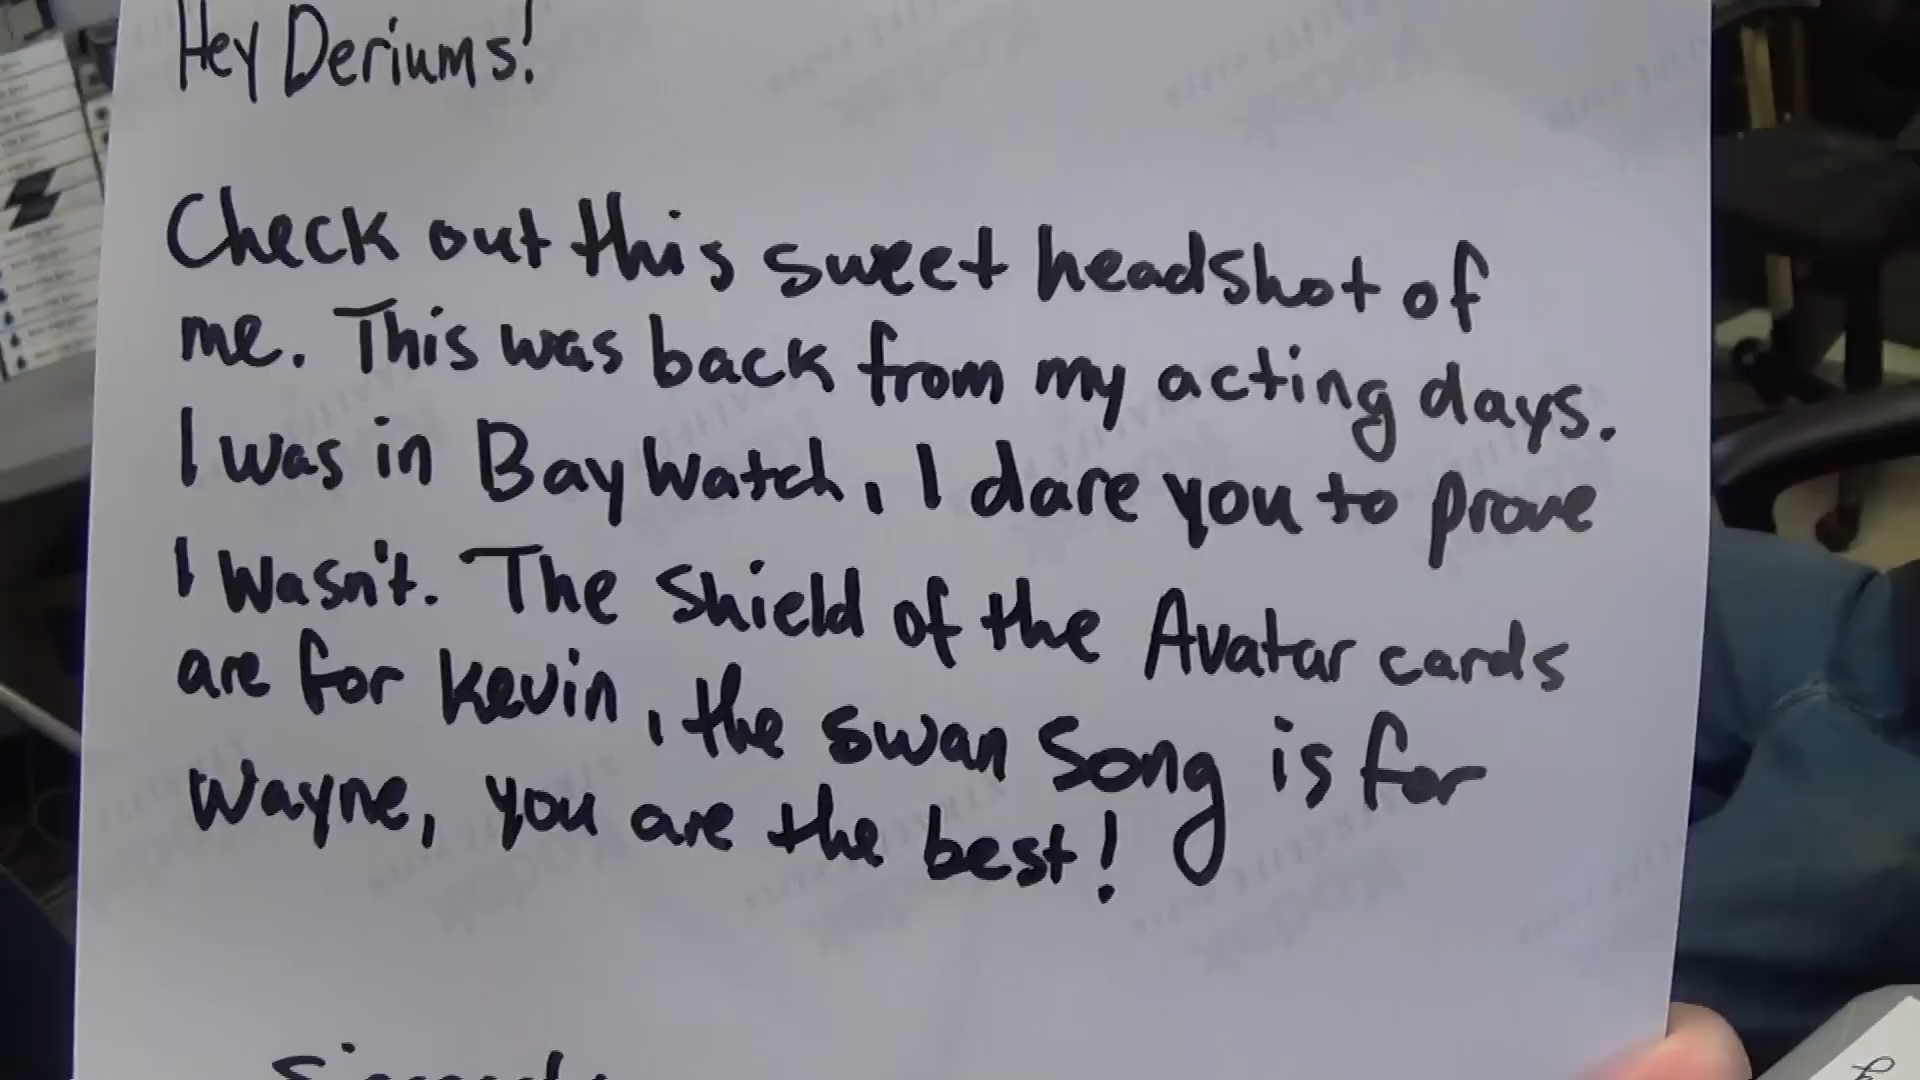 Hey Deriums!
Check out this sweet headshot of
me. This was back from my acting days.
I was in Bay Watch, I dare you to prove
I wasn't. The Shield of the Avatar cards
are for Kevin, the swan song is for
Wayne, you are the best!